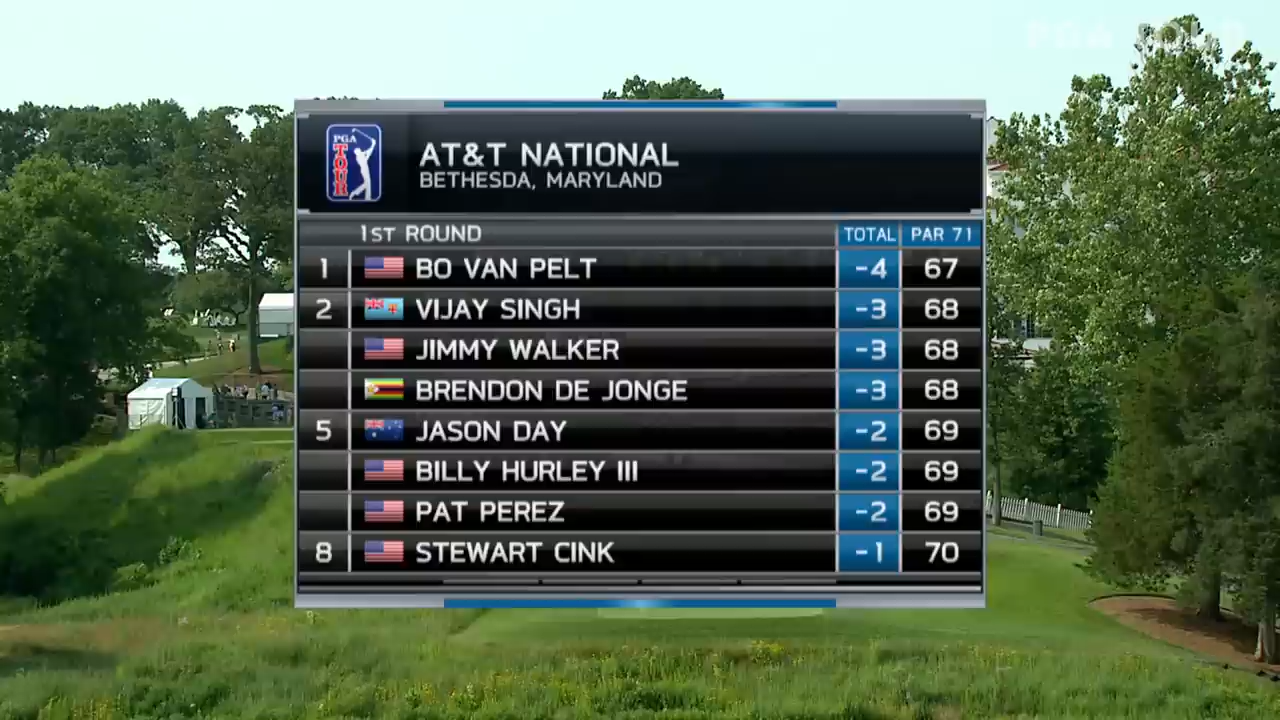 PGA TOUR
PGA
TOUR
AT&T NATIONAL
BETHESDA, MARYLAND
1ST ROUND TOTAL PAR 71
1 BO VAN PELT -4 67
2 VIJAY SINGH -3 68
JIMMY WALKER -3 68
BRENDON DE JONGE -3 68
5 JASON DAY -2 69
BILLY HURLEY III -2 69
PAT PEREZ -2 69
8 STEWART CINK -1 70